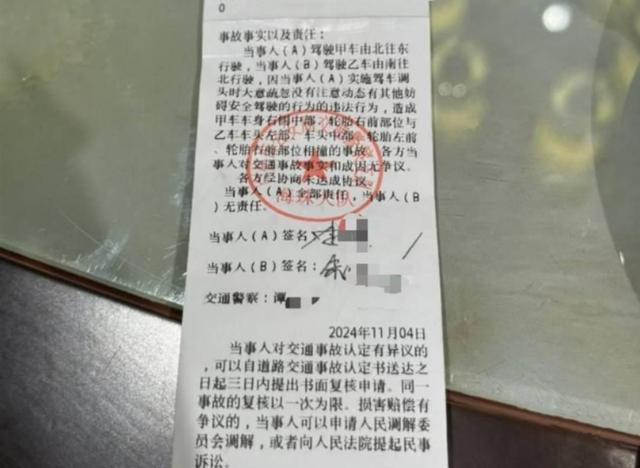 0
事故事实以及责任：
当事人(A)驾驶甲车由北往东
行驶，当事人(B)驾驶乙车由南往
北行驶，因当事人(A)实施驾车调
头时大意疏忽没有注意动态有其他妨
碍安全驾驶的行为的违法行为，造成
甲车车身右围中部、轮胎右前部位与
乙车车头左部、车头中部、轮胎左前
、轮胎右前部位相撞的事故。各方当
事人对交通事故事实和成因无争议。
各方经协商未达成协议。
当事人(A)全部责任，当事人(B
)无责任。
海珠大队
当事人(A)签名：
当事人(B)签名：
交通警察：谭
2024年11月04日
当事人对交通事故认定有异议的
，可以自道路交通事故认定书送达之
日起三日内提出书面复核申请。同一
事故的复核以一次为限。损害赔偿有
争议的，当事人可以申请人民调解委
员会调解，或者向人民法院提起民事
诉讼。